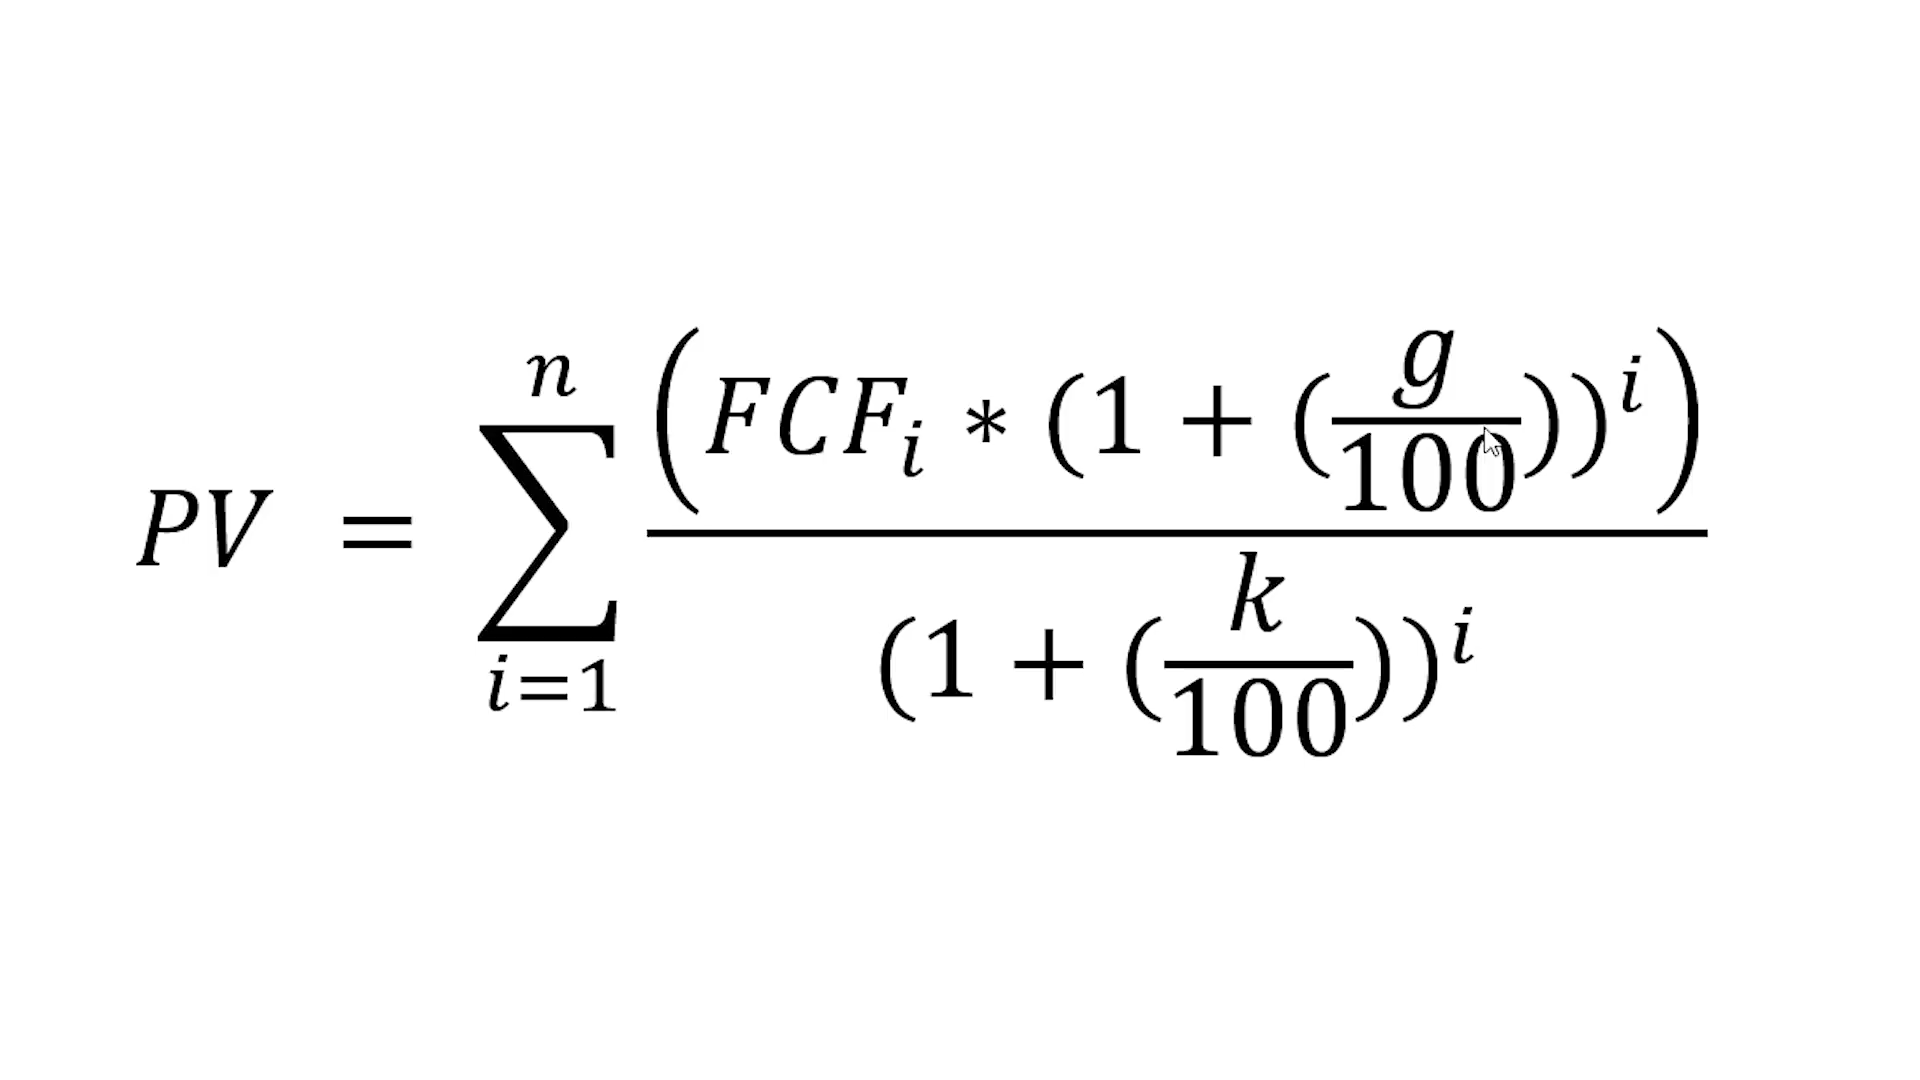 PV = \sum_{i=1}^{n} \frac{\left(FCF_i * (1 + (\frac{g}{100}))^i\right)}{(1 + (\frac{k}{100}))^i}